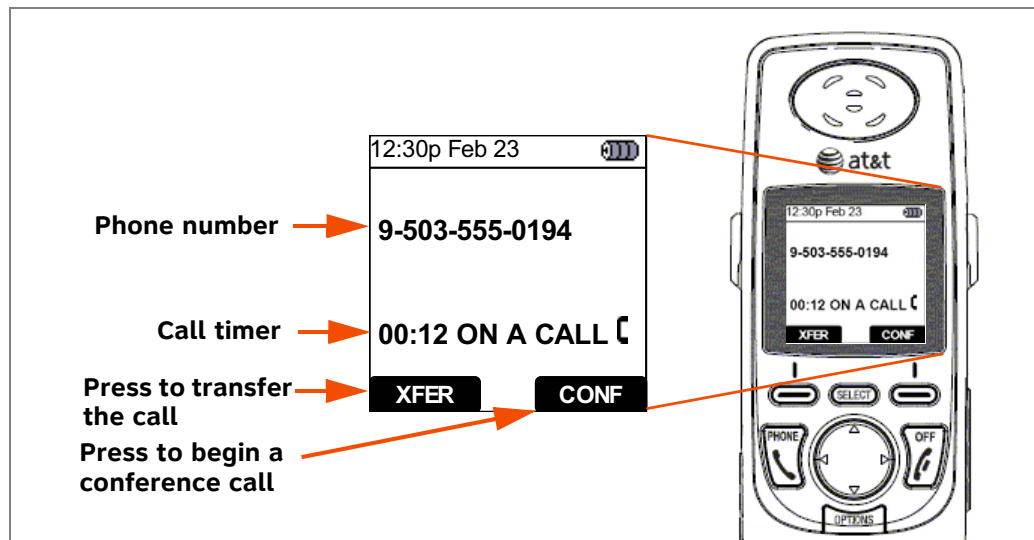 12:30p Feb 23
Phone number
9-503-555-0194
Call timer
00:12 ON A CALL
Press to transfer
the call
XFER
CONF
Press to begin a
conference call
at&t
12:30p Feb 23
9-503-555-0194
00:12 ON A CALL
XFER
CONF
SELECT
PHONE
OFF
OPTIONS